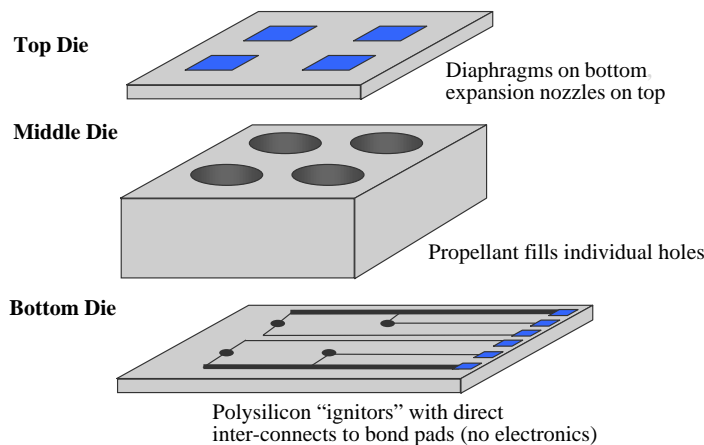 Top Die
Diaphragms on bottom,
expansion nozzles on top
Middle Die
Propellant fills individual holes
Bottom Die
Polysilicon “ignitors” with direct
inter-connects to bond pads (no electronics)